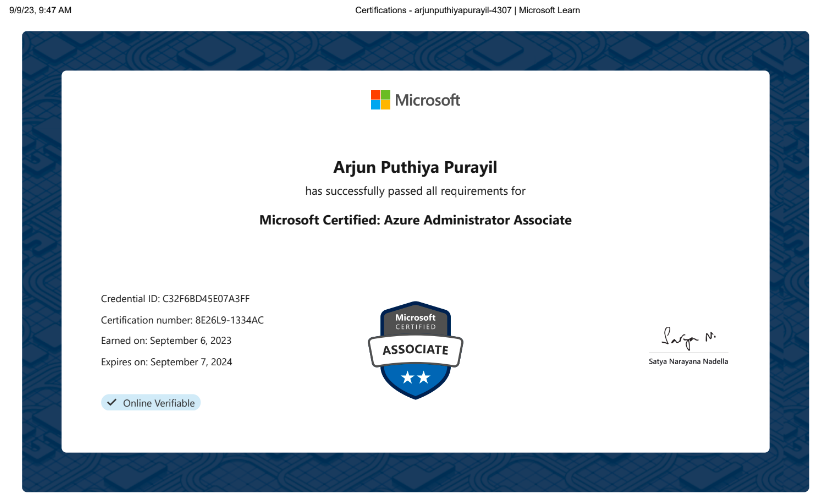 9/9/23, 9:47 AM Certifications - arjunputhiyapurayil-4307 | Microsoft Learn
Microsoft
Arjun Puthiya Purayil
has successfully passed all requirements for
Microsoft Certified: Azure Administrator Associate
Credential ID: C32F6BD45E07A3FF
Certification number: 8E26L9-1334AC
Earned on: September 6, 2023
Expires on: September 7, 2024
Online Verifiable
Microsoft
CERTIFIED
ASSOCIATE
Satya N.
Satya Narayana Nadella